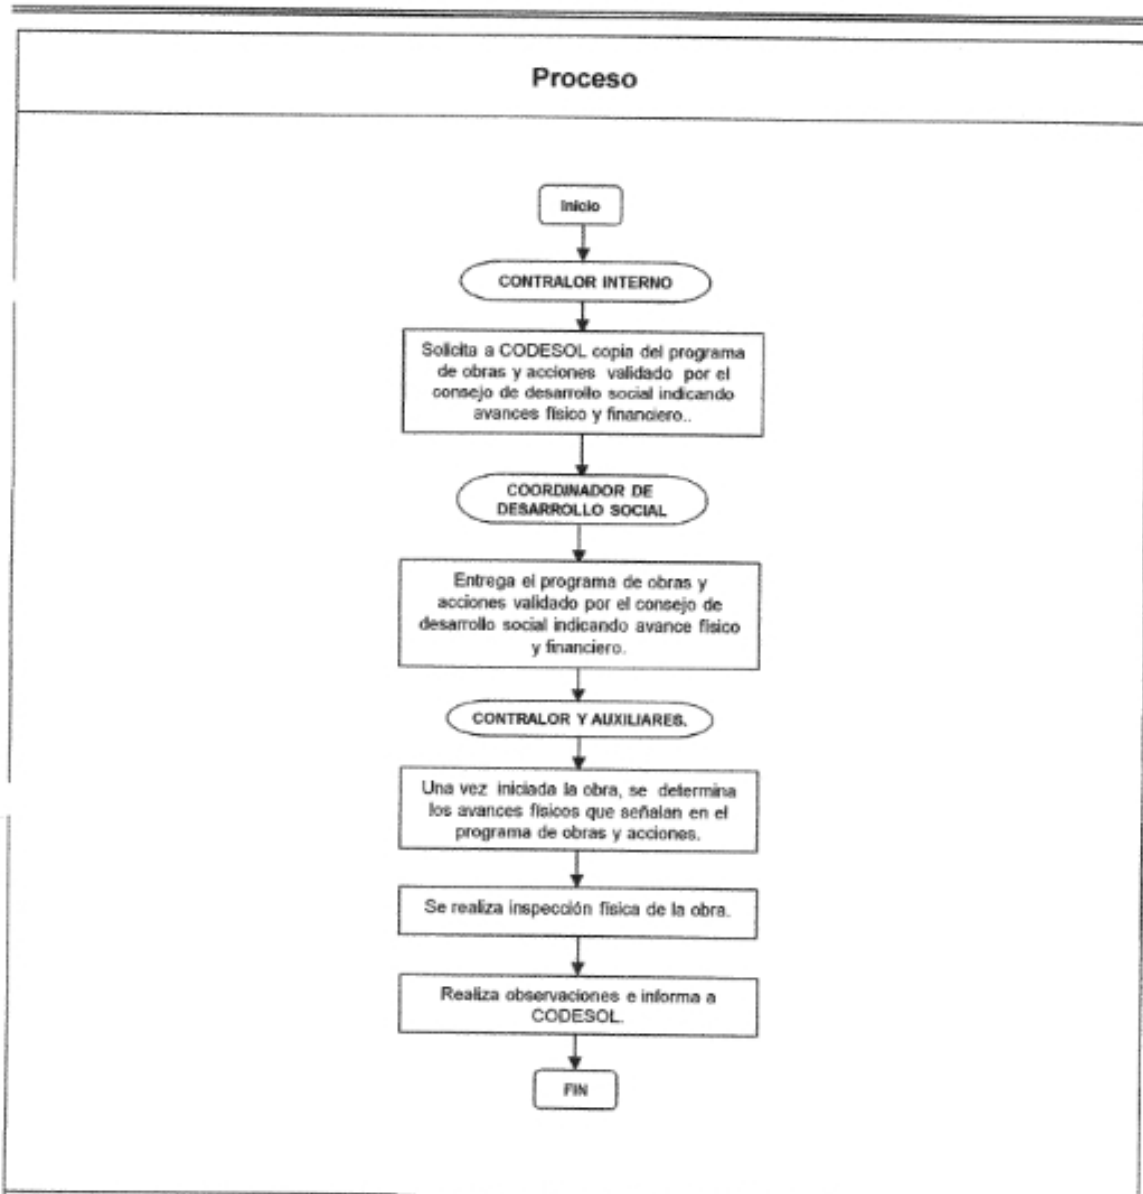 Proceso
Inicio
CONTRALOR INTERNO
Solicita a CODESOL copia del programa
de obras y acciones validado por el
consejo de desarrollo social indicando
avances físico y financiero..
COORDINADOR DE
DESARROLLO SOCIAL
Entrega el programa de obras y
acciones validado por el consejo de
desarrollo social indicando avance físico
y financiero.
CONTRALOR Y AUXILIARES.
Una vez iniciada la obra, se determina
los avances físicos que señalan en el
programa de obras y acciones.
Se realiza inspección física de la obra.
Realiza observaciones e informa a
CODESOL.
FIN